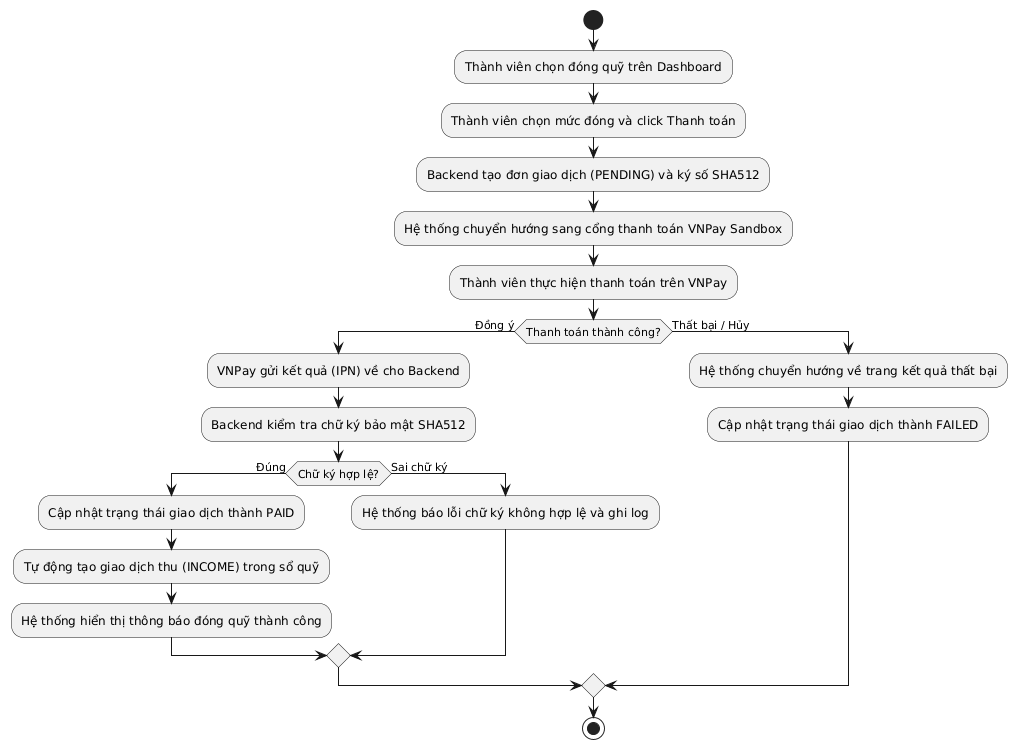 Thành viên chọn đóng quỹ trên Dashboard
Thành viên chọn mức đóng và click Thanh toán
Backend tạo đơn giao dịch (PENDING) và ký số SHA512
Hệ thống chuyển hướng sang cổng thanh toán VNPay Sandbox
Thành viên thực hiện thanh toán trên VNPay
Đồng ý
Thanh toán thành công?
Thất bại / Hủy
VNPay gửi kết quả (IPN) về cho Backend
Hệ thống chuyển hướng về trang kết quả thất bại
Backend kiểm tra chữ ký bảo mật SHA512
Cập nhật trạng thái giao dịch thành FAILED
Đúng
Chữ ký hợp lệ?
Sai chữ ký
Cập nhật trạng thái giao dịch thành PAID
Hệ thống báo lỗi chữ ký không hợp lệ và ghi log
Tự động tạo giao dịch thu (INCOME) trong sổ quỹ
Hệ thống hiển thị thông báo đóng quỹ thành công